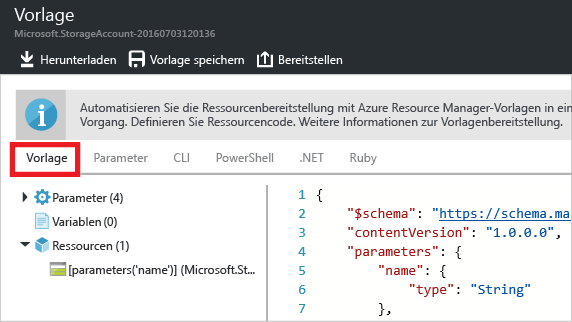 Vorlage
Microsoft.StorageAccount-20160703120136
Herunterladen Vorlage speichern Bereitstellen
Automatisieren Sie die Ressourcenbereitstellung mit Azure Resource Manager-Vorlagen in ein
Vorgang. Definieren Sie Ressourcencode. Weitere Informationen zur Vorlagenbereitstellung.
Vorlage Parameter CLI PowerShell .NET Ruby
Parameter (4)
Variablen (0)
Ressourcen (1)
[parameters('name')] (Microsoft.St...
1 {
2 "$schema": "https://schema.ma
3 "contentVersion": "1.0.0.0",
4 "parameters": {
5 "name": {
6 "type": "String"
7 },